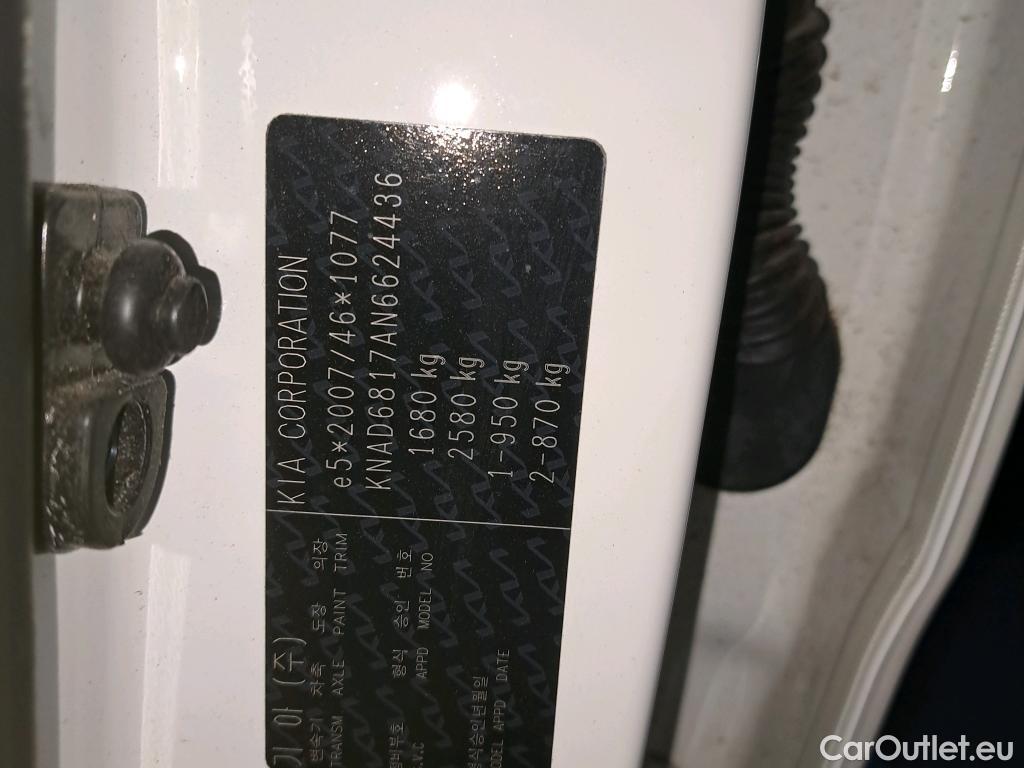 KIA CORPORATION
e5*2007/46*1077
KNAD6817AN6624436
1680 kg
2580 kg
1-950 kg
2-870 kg
기아 (주)
변속기 차축 도장 의장
TRANSM AXLE PAINT TRIM
형식 승인 번호
APPD MODEL NO
형식승인년월일
APPD DATE
CarOutlet.eu